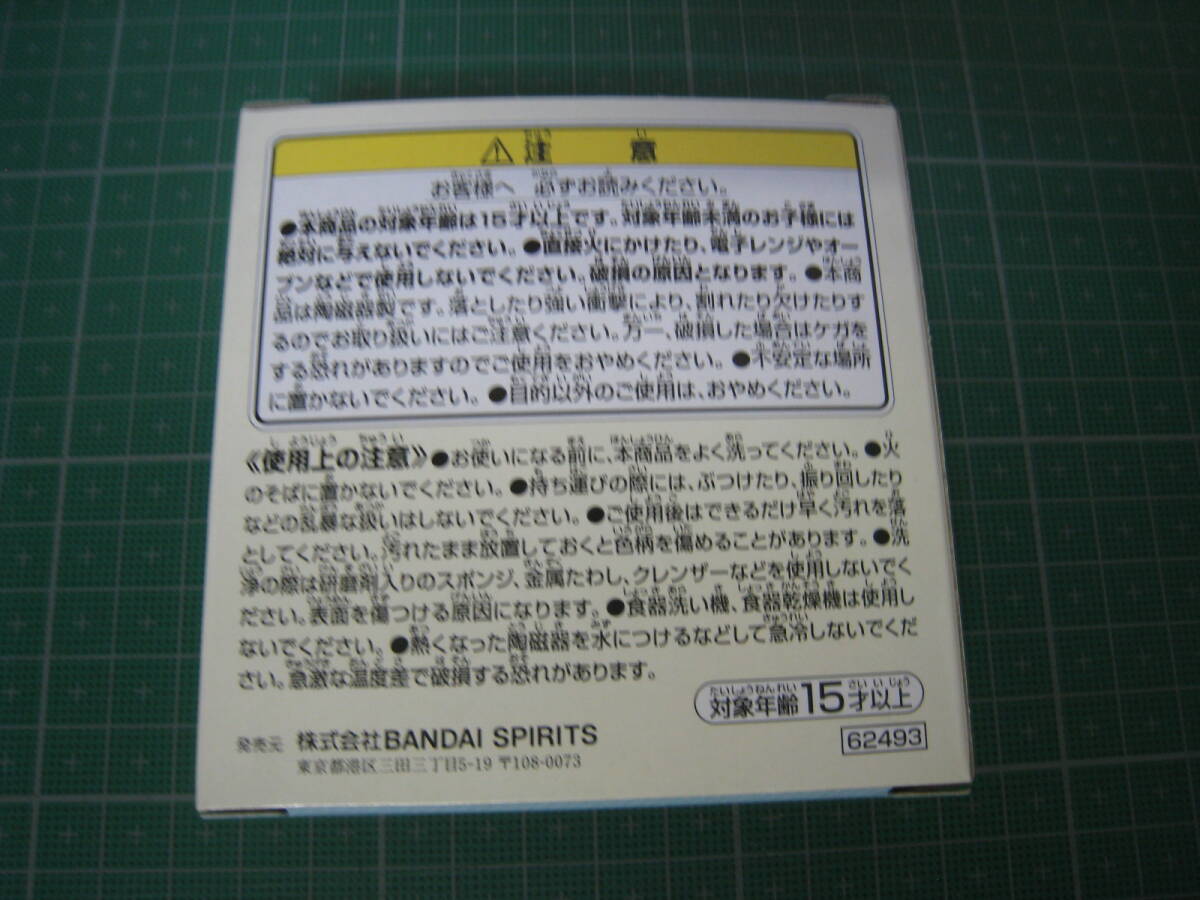 ⚠注意
お客様へ 必ずお読みください。
●本商品の対象年齢は15才以上です。対象年齢未満のお子様には
絶対に与えないでください。●直接火にかけたり、電子レンジやオー
ブンなどで使用しないでください。破損の原因となります。●本商
品は陶磁器製です。落としたり強い衝撃により、割れたり欠けたりす
るのでお取り扱いにはご注意ください。万一、破損した場合はケガを
する恐れがありますのでご使用をおやめください。●不安定な場所
に置かないでください。●目的以外のご使用は、おやめください。
《使用上の注意》●お使いになる前に、本商品をよく洗ってください。●火
のそばに置かないでください。●持ち運びの際には、ぶつけたり、振り回したり
などの乱暴な扱いはしないでください。●ご使用後はできるだけ早く汚れを落
としてください。汚れたまま放置しておくと色柄を傷めることがあります。●洗
浄の際は研磨剤入りのスポンジ、金属たわし、クレンザーなどを使用しないでく
ださい。表面を傷つける原因になります。●食器洗い機、食器乾燥機は使用し
ないでください。●熱くなった陶磁器を水につけるなどして急冷しないでくだ
さい。急激な温度差で破損する恐れがあります。
対象年齢15才以上
発売元 株式会社BANDAI SPIRITS
62493
東京都港区三田三丁目5-19 〒108-0073